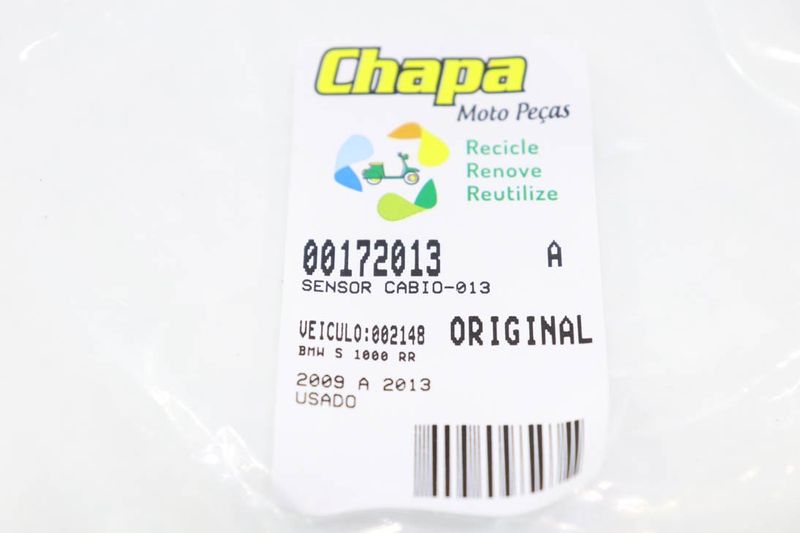 Chapa
Moto Peças
Recicle
Renove
Reutilize
00172013 A
SENSOR CABIO-013
VEICULO:002148 ORIGINAL
BMW S 1000 RR
2009 A 2013
USADO